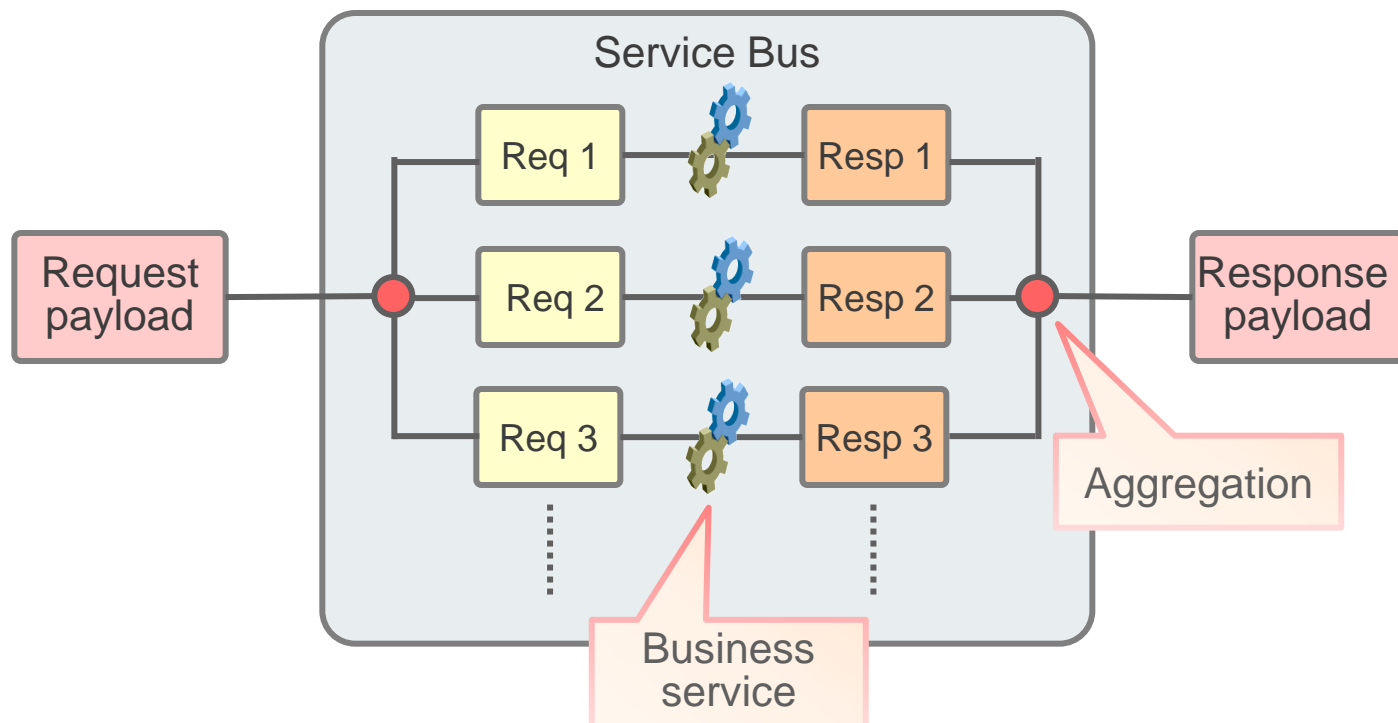 Service Bus
Req 1
Resp 1
Request
payload
Req 2
Resp 2
Response
payload
Req 3
Resp 3
Aggregation
Business
service